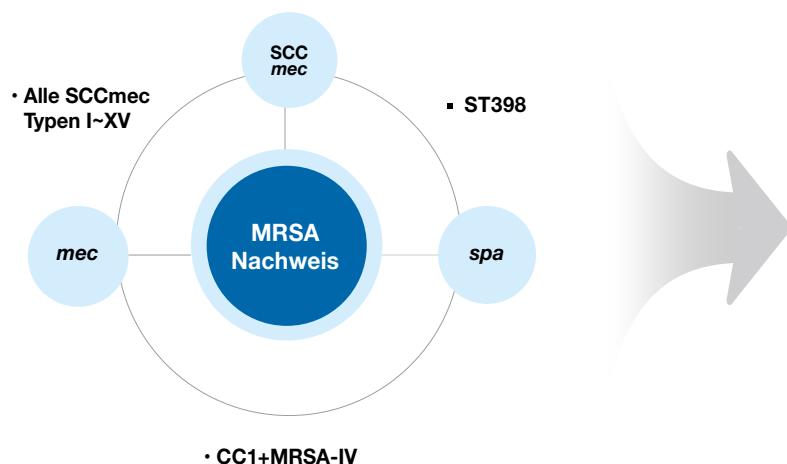 SCC
mec
· Alle SCCmec
Typen I~XV
▪ ST398
MRSA
Nachweis
mec
spa
· CC1+MRSA-IV